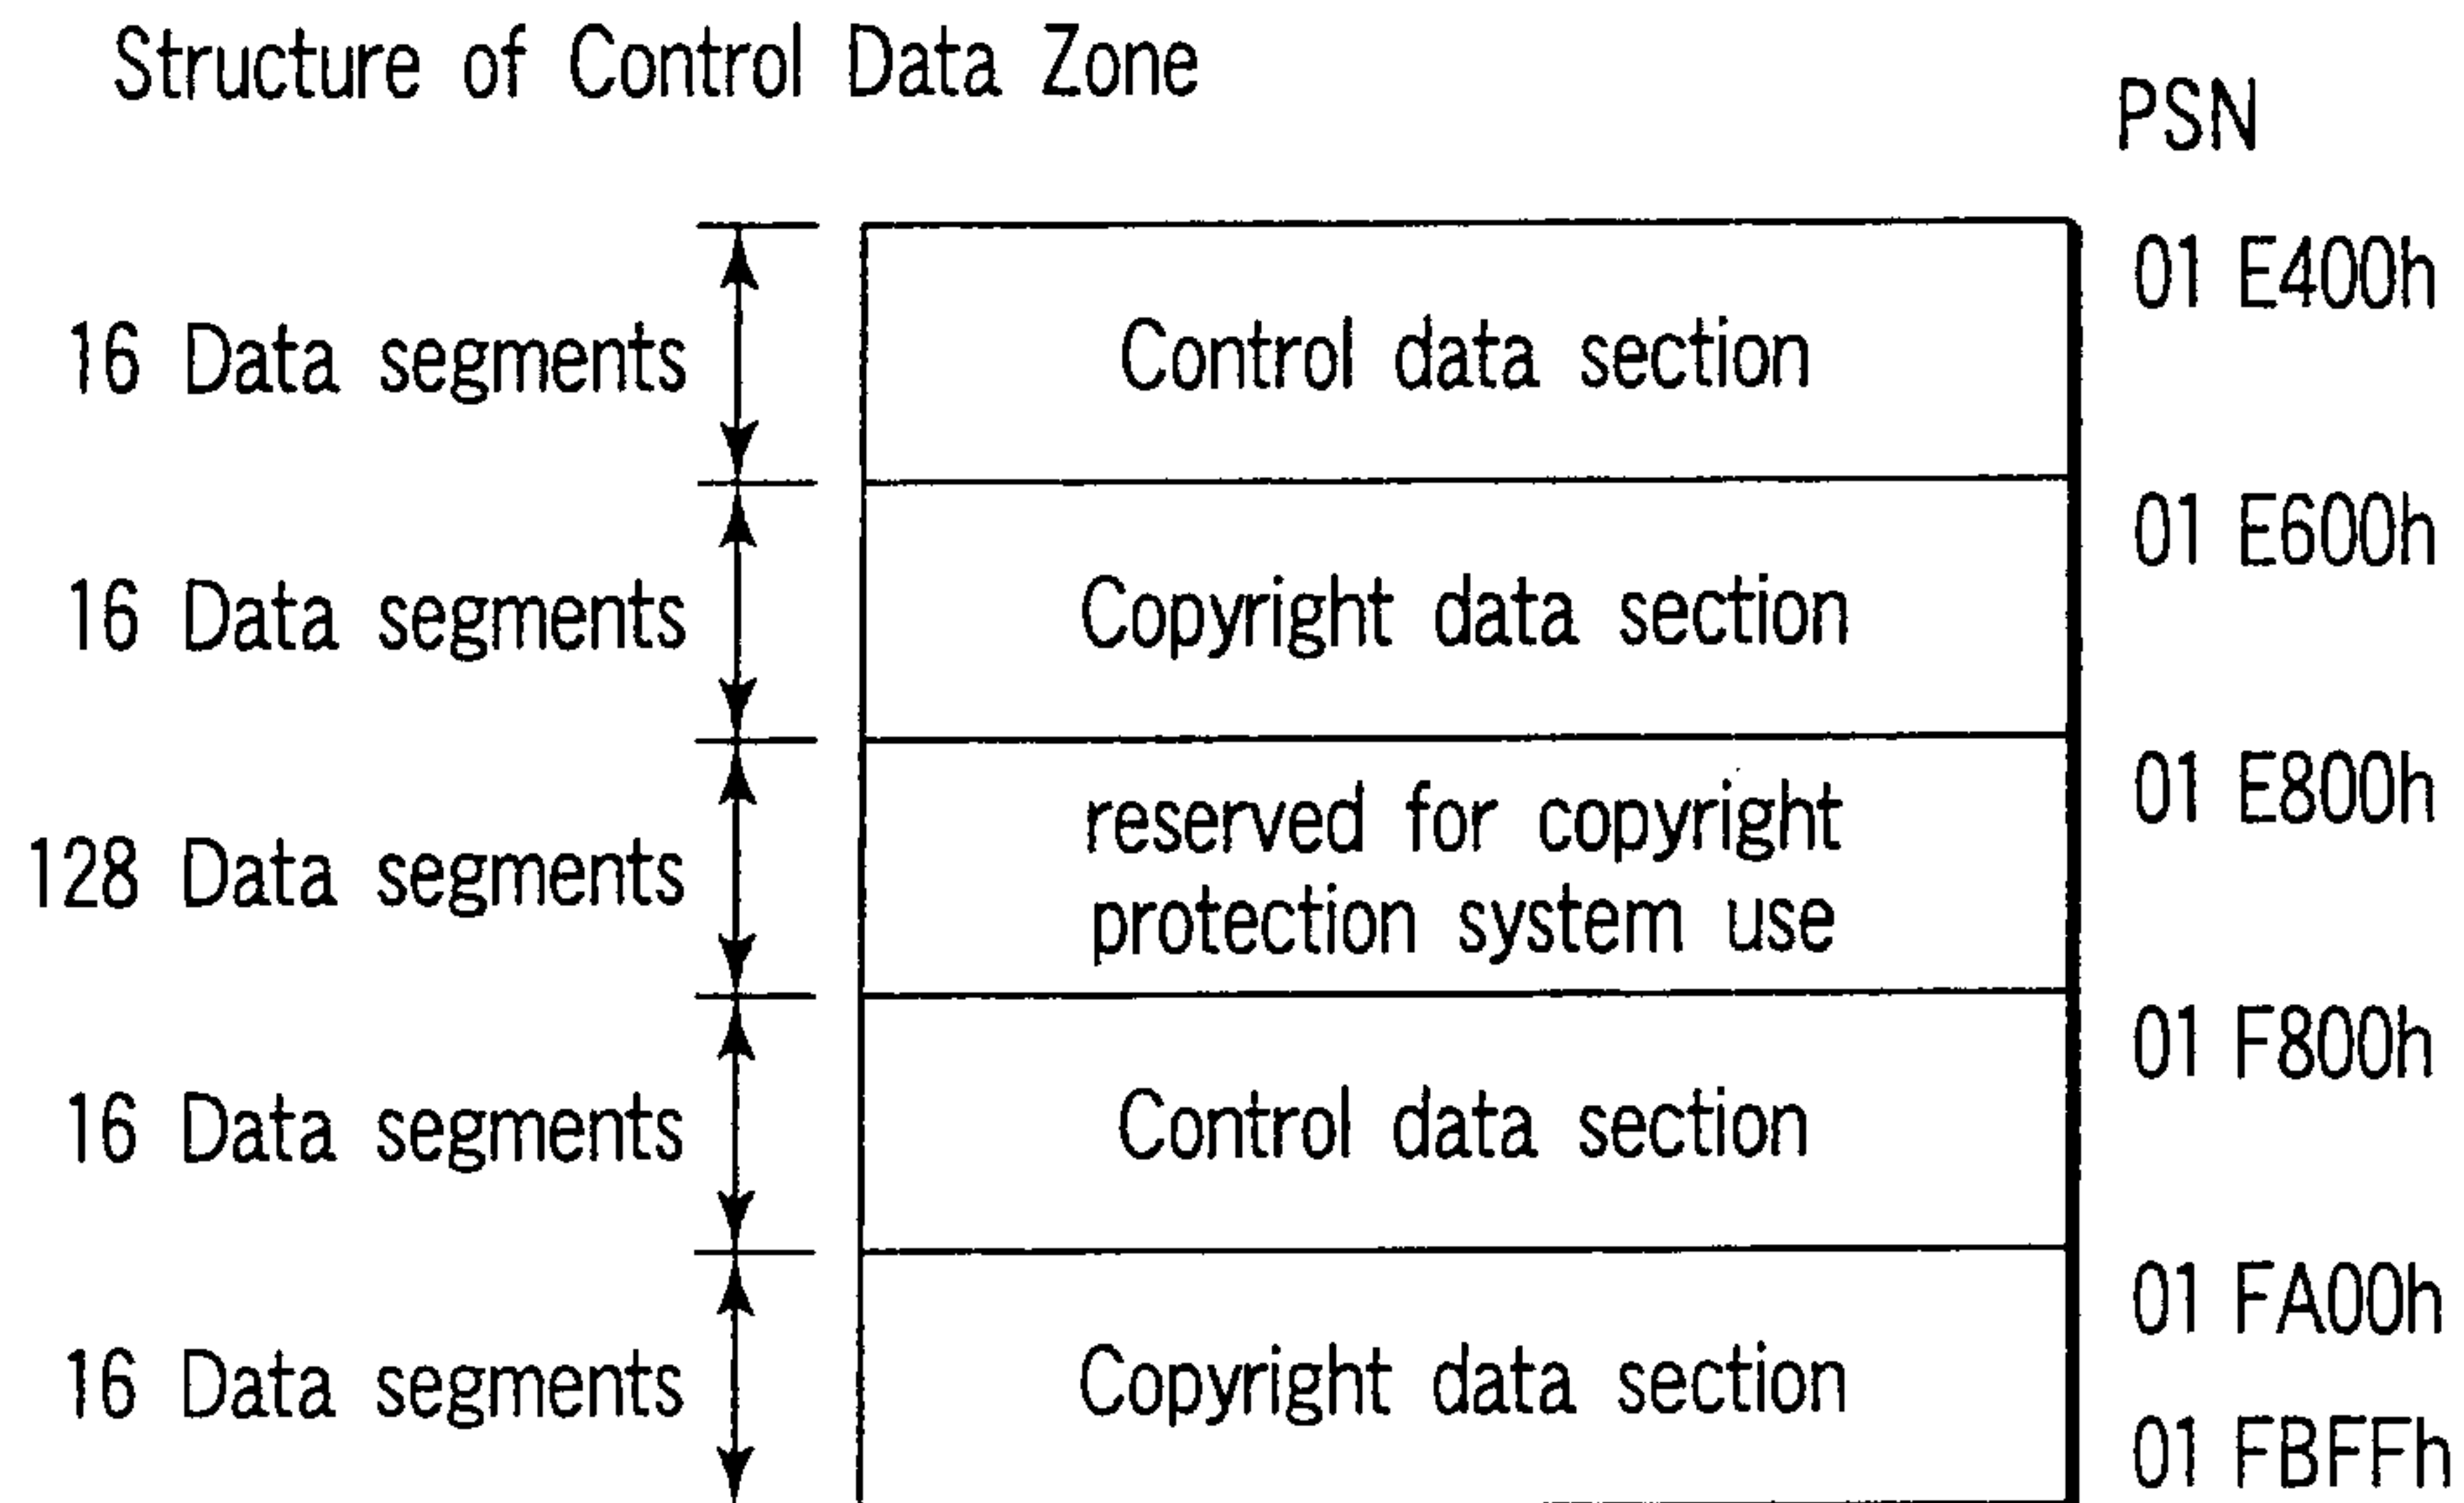 Structure of Control Data Zone
PSN
01 E400h
16 Data segments
Control data section
01 E600h
16 Data segments
Copyright data section
01 E800h
128 Data segments
reserved for copyright
protection system use
01 F800h
16 Data segments
Control data section
01 FA00h
16 Data segments
Copyright data section
01 FBFFh